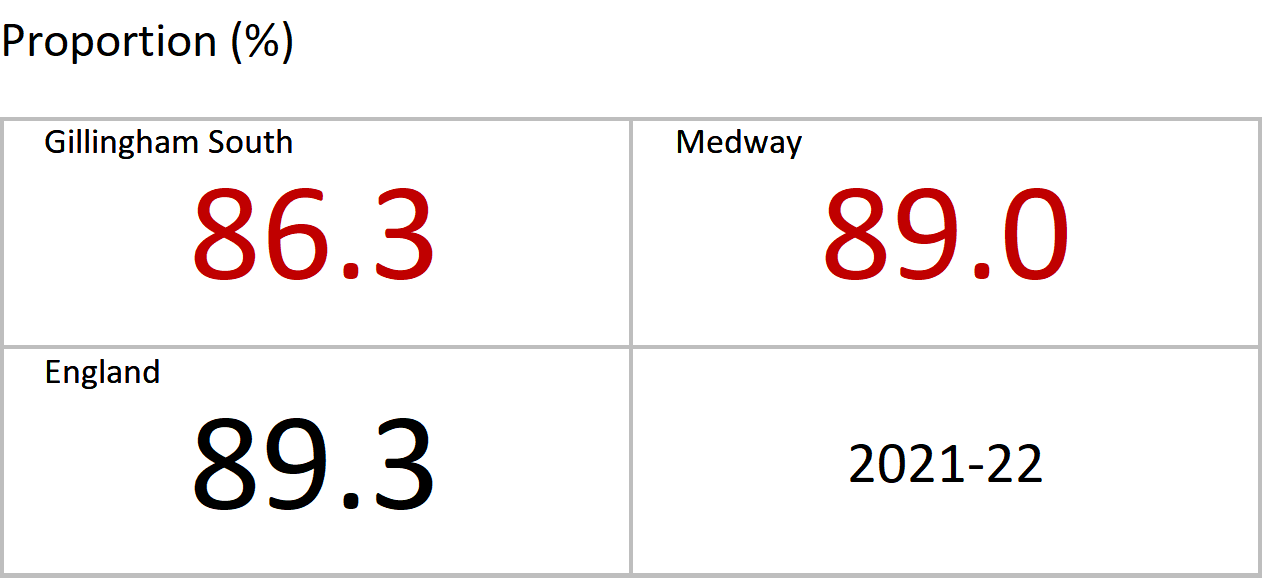 Proportion (%)
Gillingham South
86.3
Medway
89.0
England
89.3
2021-22